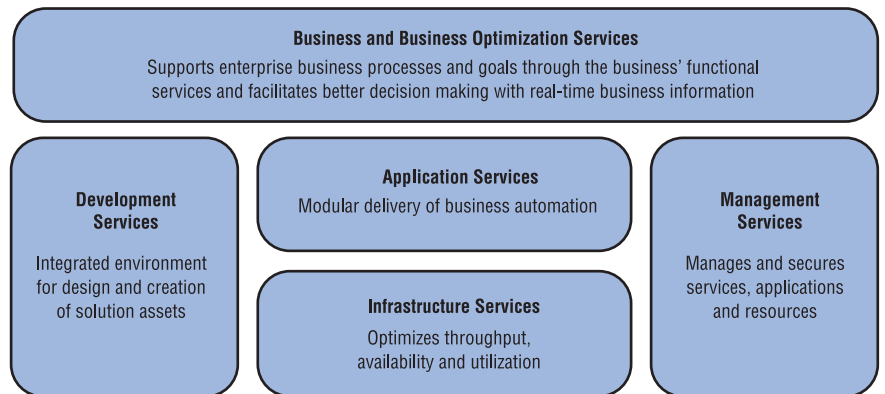 Business and Business Optimization Services
Supports enterprise business processes and goals through the business’ functional
services and facilitates better decision making with real-time business information
Development
Services
Integrated environment
for design and creation
of solution assets
Application Services
Modular delivery of business automation
Infrastructure Services
Optimizes throughput,
availability and utilization
Management
Services
Manages and secures
services, applications
and resources